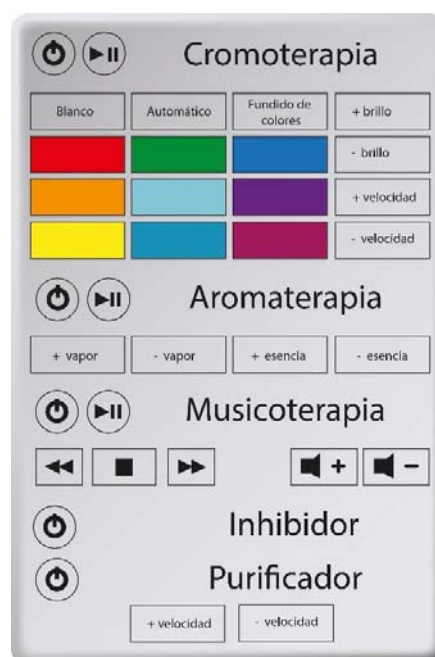 Cromoterapia
Blanco
Automático
Fundido de
colores
+ brillo
- brillo
+ velocidad
- velocidad
Aromaterapia
+ vapor
- vapor
+ esencia
- esencia
Musicoterapia
+
-
Inhibidor
Purificador
+ velocidad
- velocidad